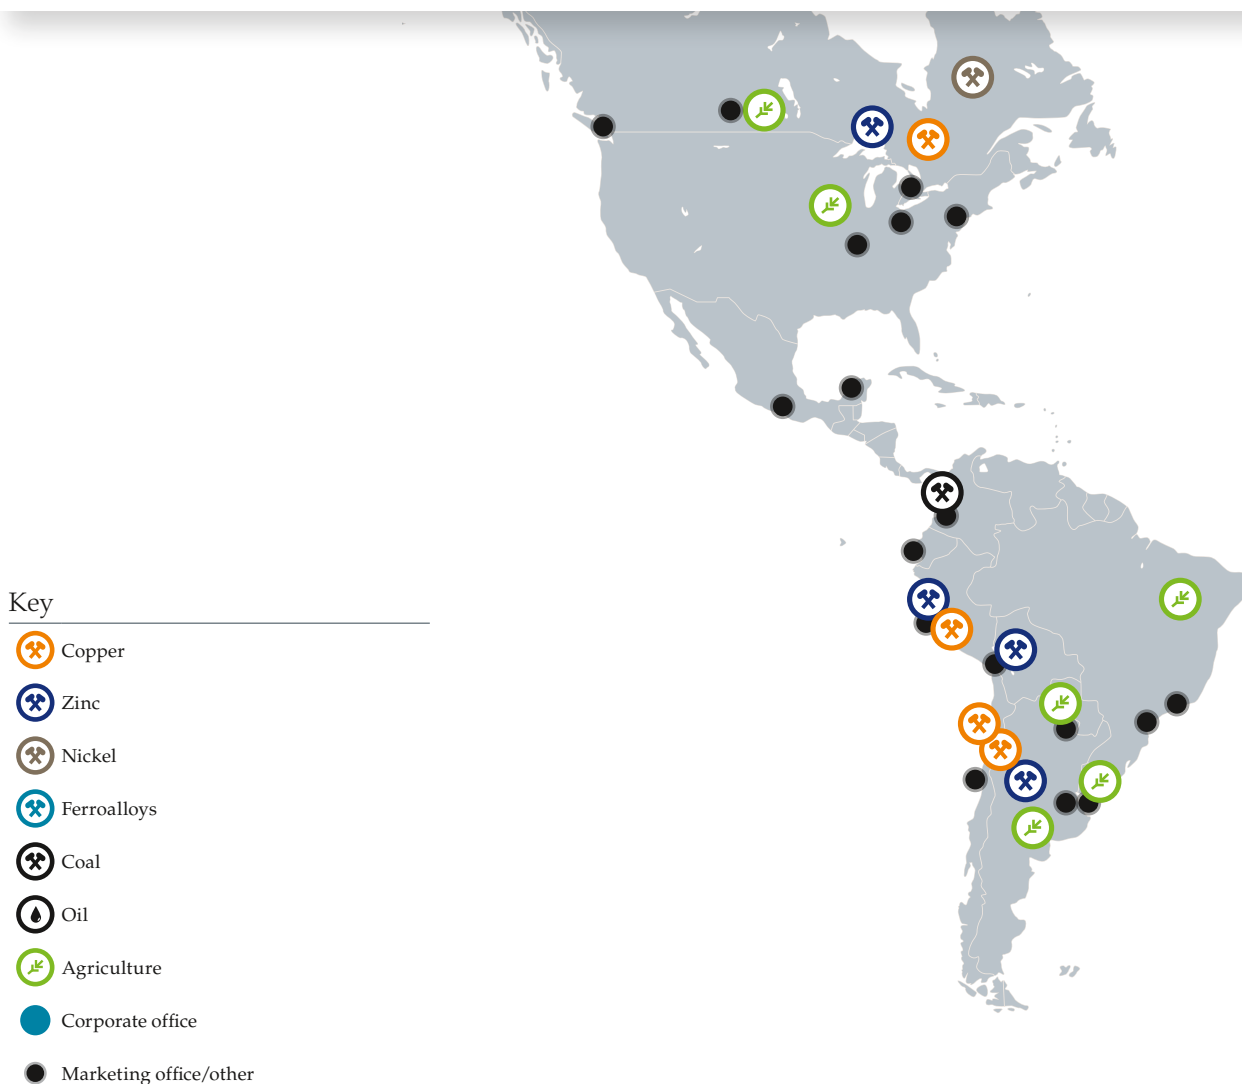 Key
Copper
Zinc
Nickel
Ferroalloys
Coal
Oil
Agriculture
Corporate office
Marketing office/other